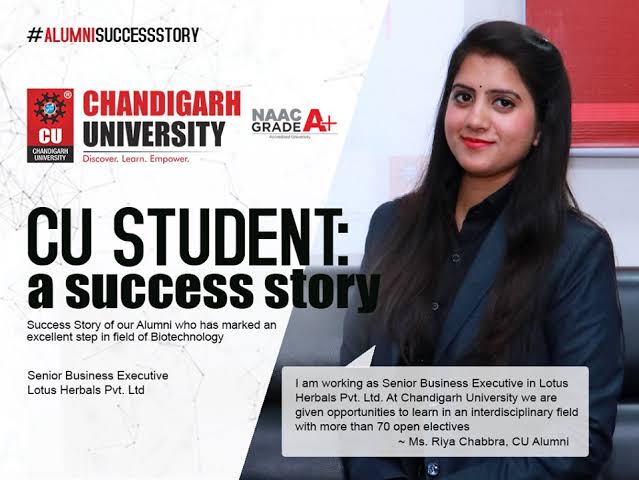 #ALUMNISUCCESSSTORY
CU
CHANDIGARH
UNIVERSITY
®
CHANDIGARH
UNIVERSITY
Discover. Learn. Empower.
NAAC
GRADE A+
Accredited University
CU STUDENT:
a success story
Success Story of our Alumni who has marked an
excellent step in field of Biotechnology
Senior Business Executive
Lotus Herbals Pvt. Ltd
I am working as Senior Business Executive in Lotus
Herbals Pvt. Ltd. At Chandigarh University we are
given opportunities to learn in an interdisciplinary field
with more than 70 open electives
~ Ms. Riya Chabbra, CU Alumni